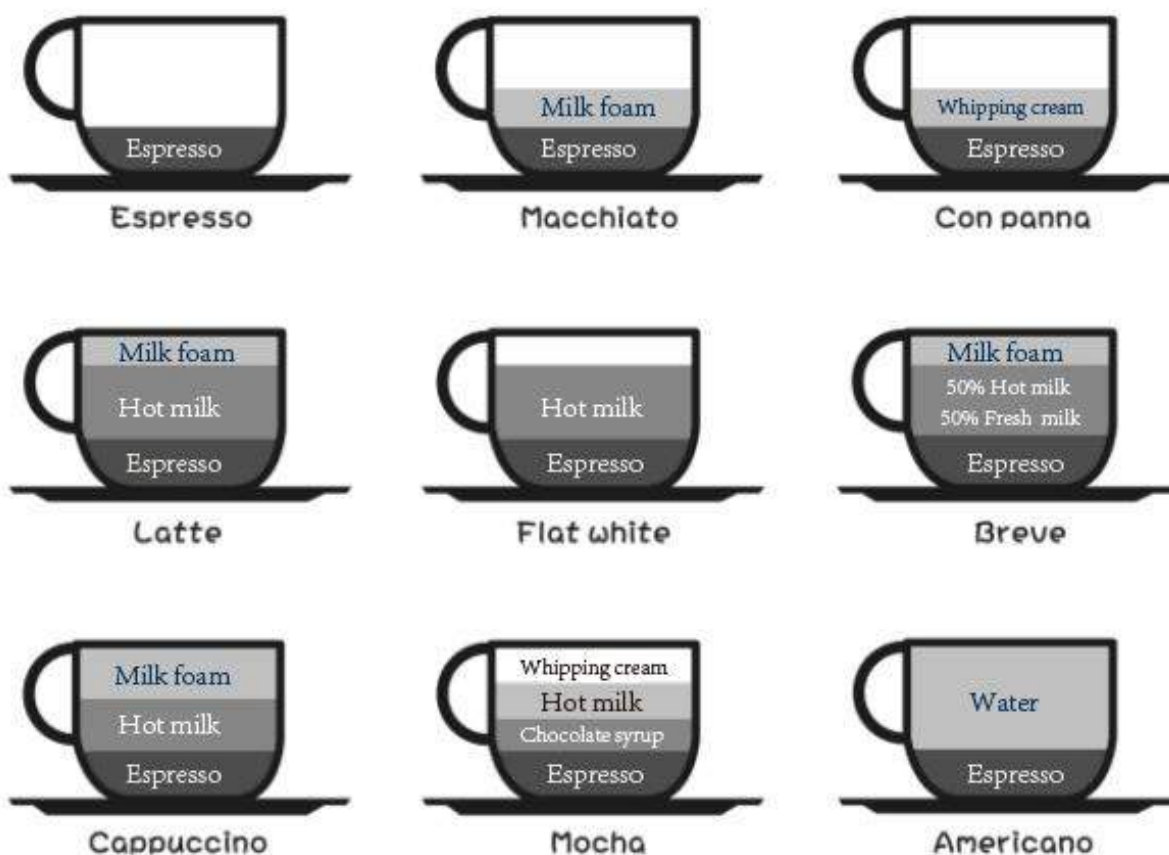 Espresso
Espresso
Milk foam
Espresso
Macchiato
Whipping cream
Espresso
Con panna
Milk foam
Hot milk
Espresso
Latte
Hot milk
Espresso
Flat white
Milk foam
50% Hot milk
50% Fresh milk
Espresso
Breve
Milk foam
Hot milk
Espresso
Cappuccino
Whipping cream
Hot milk
Chocolate syrup
Espresso
Mocha
Water
Espresso
Americano